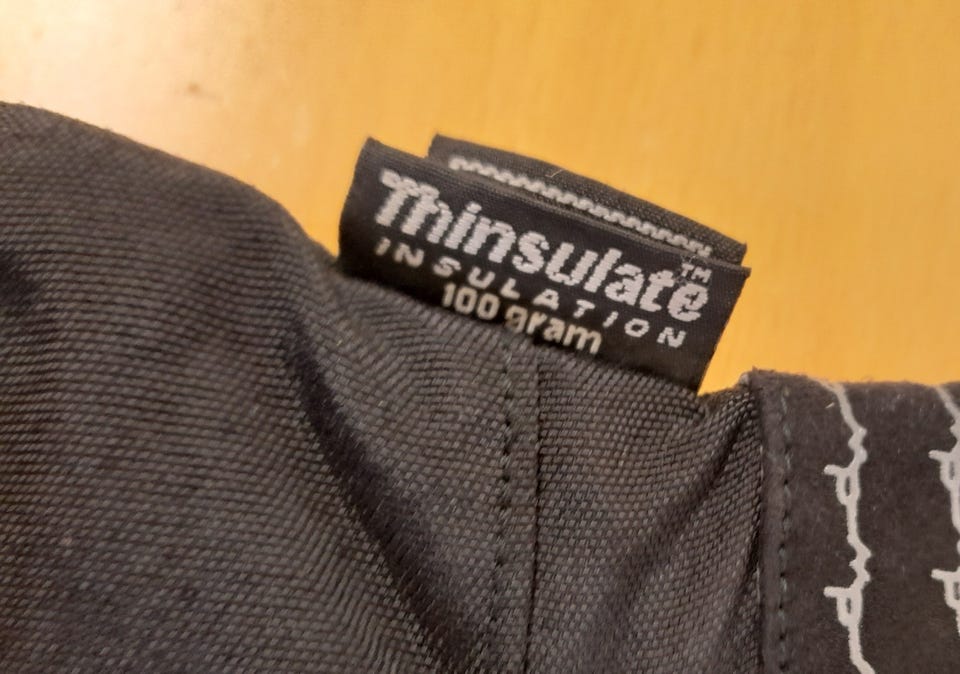 Thinsulate™
INSULATION
100 gram